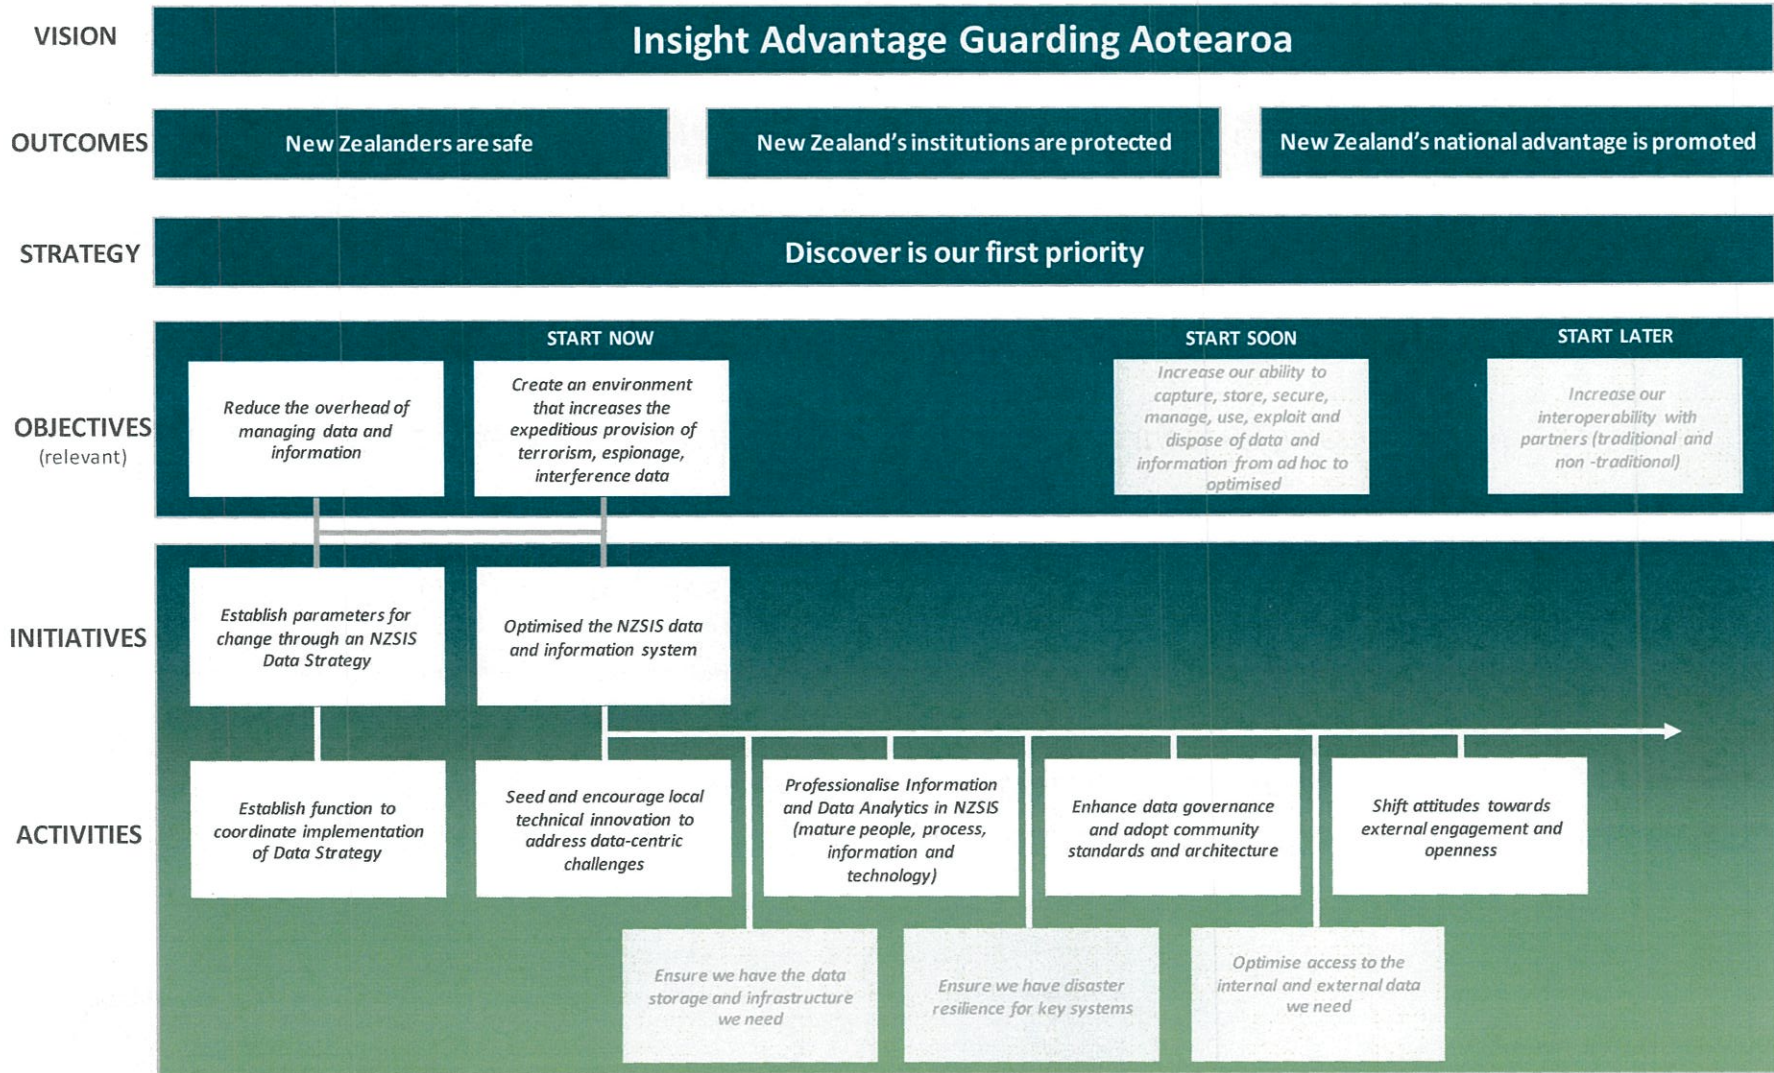 VISION
Insight Advantage Guarding Aotearoa
OUTCOMES
New Zealanders are safe
New Zealand's institutions are protected
New Zealand's national advantage is promoted
STRATEGY
Discover is our first priority
OBJECTIVES
(relevant)
START NOW
START SOON
START LATER
Reduce the overhead of
managing data and
information
Create an environment
that increases the
expeditious provision of
terrorism, espionage,
interference data
Increase our ability to
capture, store, secure,
manage, use, exploit and
dispose of data and
information from ad hoc to
optimised
Increase our
interoperability with
partners (traditional and
non -traditional)
INITIATIVES
Establish parameters for
change through an NZSIS
Data Strategy
Optimised the NZSIS data
and information system
ACTIVITIES
Establish function to
coordinate implementation
of Data Strategy
Seed and encourage local
technical innovation to
address data-centric
challenges
Professionalise Information
and Data Analytics in NZSIS
(mature people, process,
information and
technology)
Enhance data governance
and adopt community
standards and architecture
Shift attitudes towards
external engagement and
openness
Ensure we have the data
storage and infrastructure
we need
Ensure we have disaster
resilience for key systems
Optimise access to the
internal and external data
we need